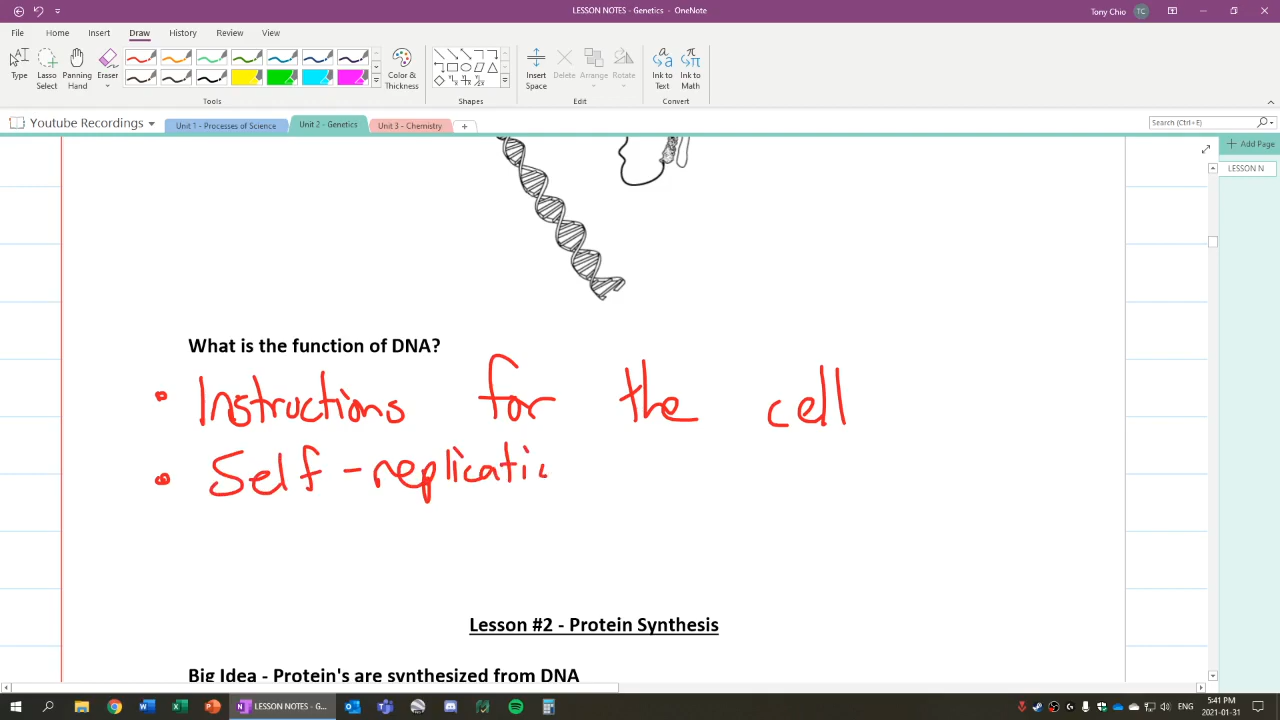 LESSON NOTES - Genetics - OneNote
Tony Chio TC
File Home Insert Draw History Review View
Type Lasso Select Panning Hand Eraser Color & Thickness Insert Space Delete Arrange Rotate Ink to Text Ink to Math
Tools Shapes Edit Convert
Youtube Recordings Unit 1 - Processes of Science Unit 2 - Genetics Unit 3 - Chemistry + Search (Ctrl+E)
Add Page
LESSON N
What is the function of DNA?
• Instructions for the cell
• Self-replicati
Lesson #2 - Protein Synthesis
Big Idea - Protein's are synthesized from DNA
LESSON NOTES - G...
ENG
5:41 PM
2021-01-31